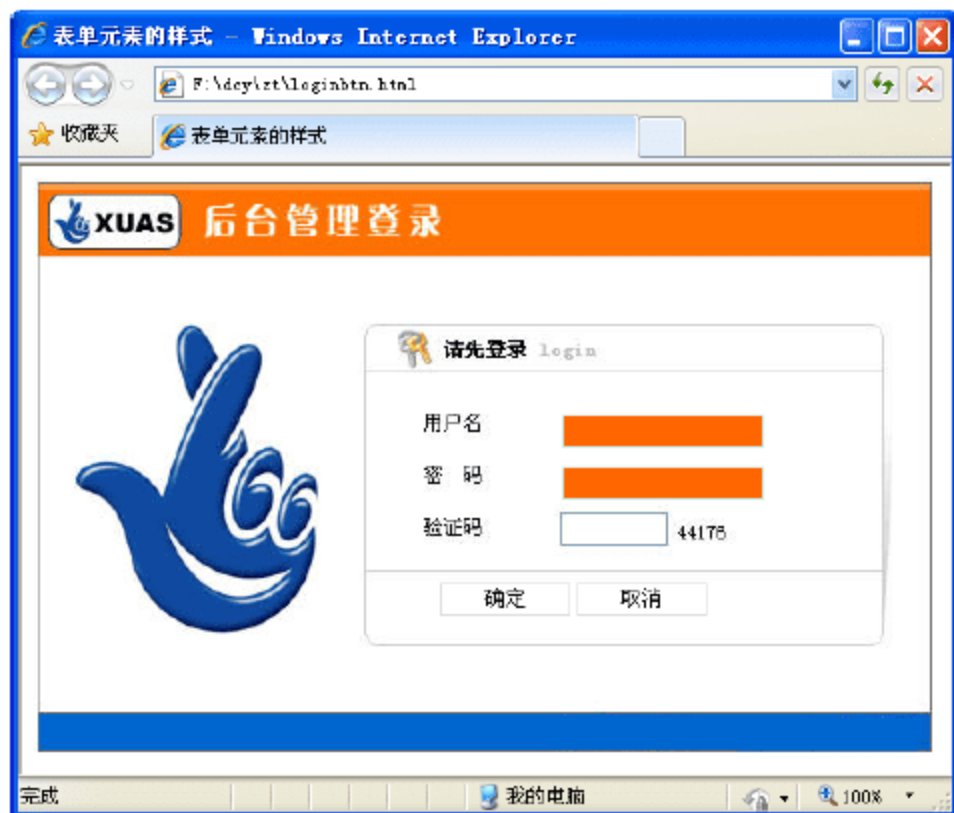 表单元素的样式 - Windows Internet Explorer
F:\dcy\zt\loginbtn.html
收藏夹 表单元素的样式
XUAS 后台管理登录
请先登录 login
用户名
密 码
验证码 44178
确定 取消
完成 我的电脑 100%